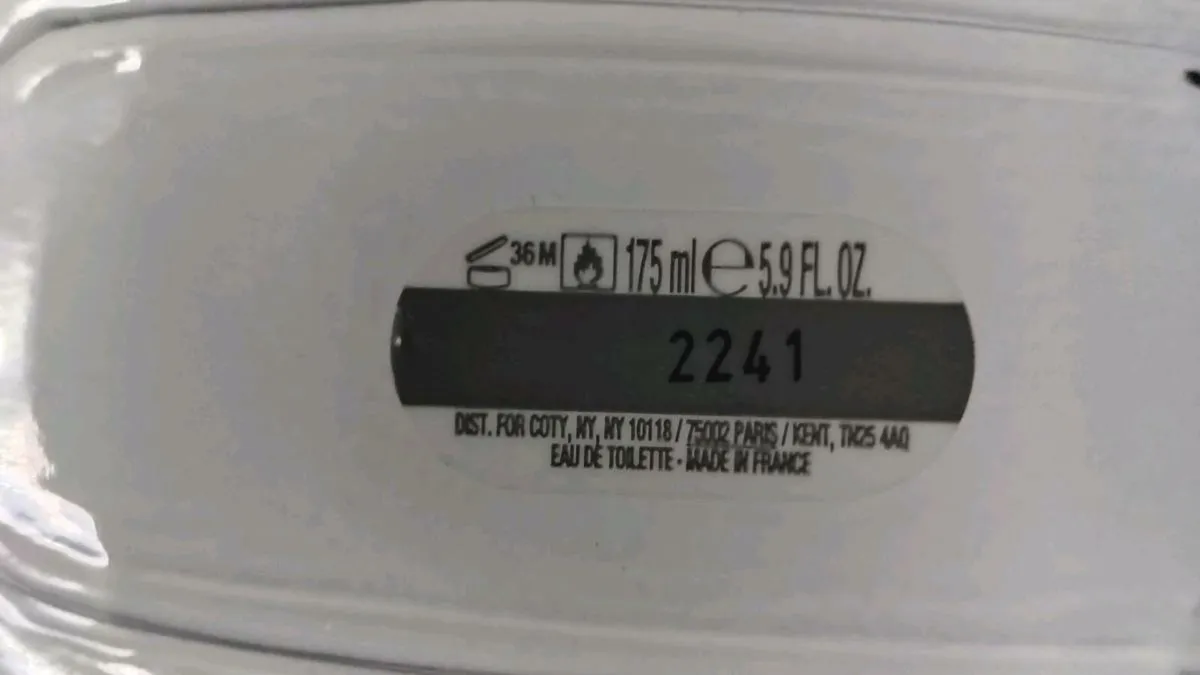 36 M 175 ml e 5.9 FL. OZ.
2241
DIST. FOR COTY, NY, NY 10118 / 75002 PARIS / KENT, TN25 4AQ
EAU DE TOILETTE · MADE IN FRANCE